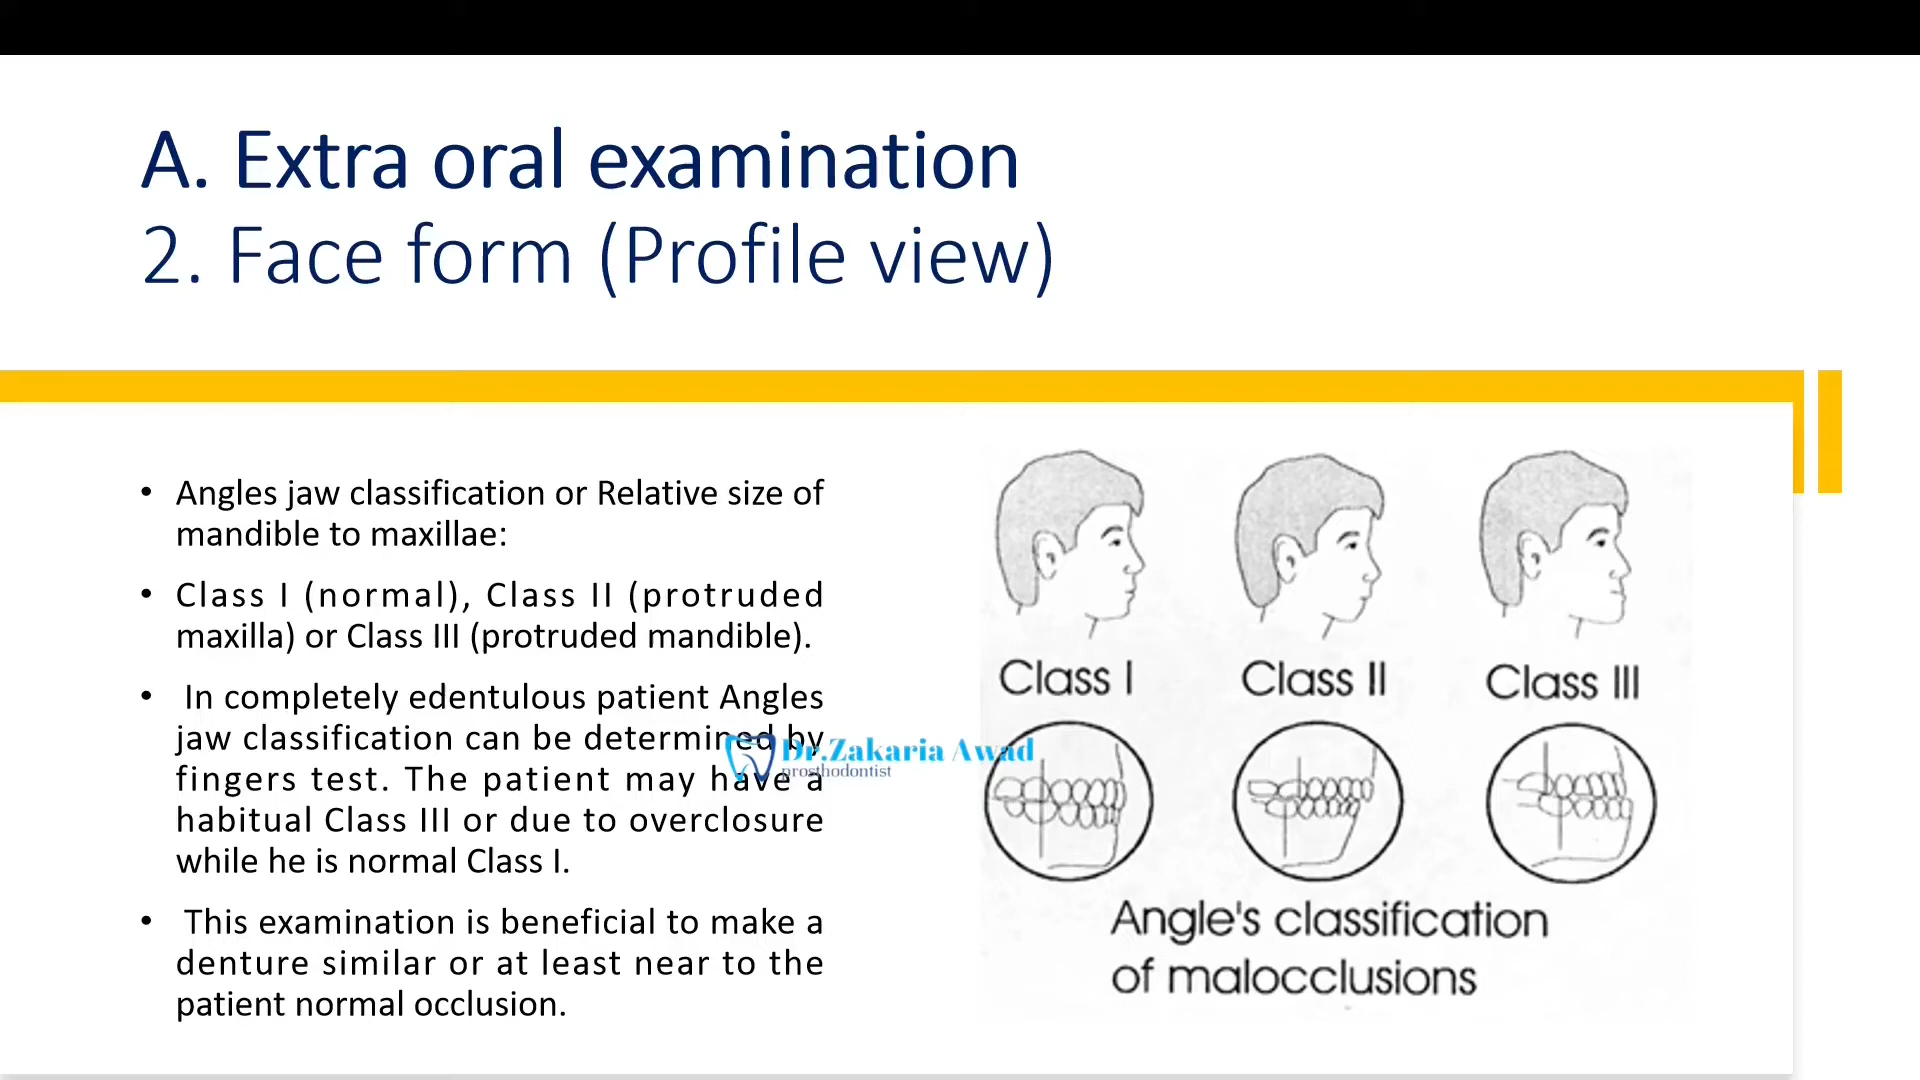 A. Extra oral examination
2. Face form (Profile view)
• Angles jaw classification or Relative size of
mandible to maxillae:
• Class I (normal), Class II (protruded
maxilla) or Class III (protruded mandible).
• In completely edentulous patient Angles
jaw classification can be determined by
fingers test. The patient may have a
habitual Class III or due to overclosure
while he is normal Class I.
• This examination is beneficial to make a
denture similar or at least near to the
patient normal occlusion.
Dr.Zakaria Awad
prosthodontist
Class I
Class II
Class III
Angle's classification
of malocclusions